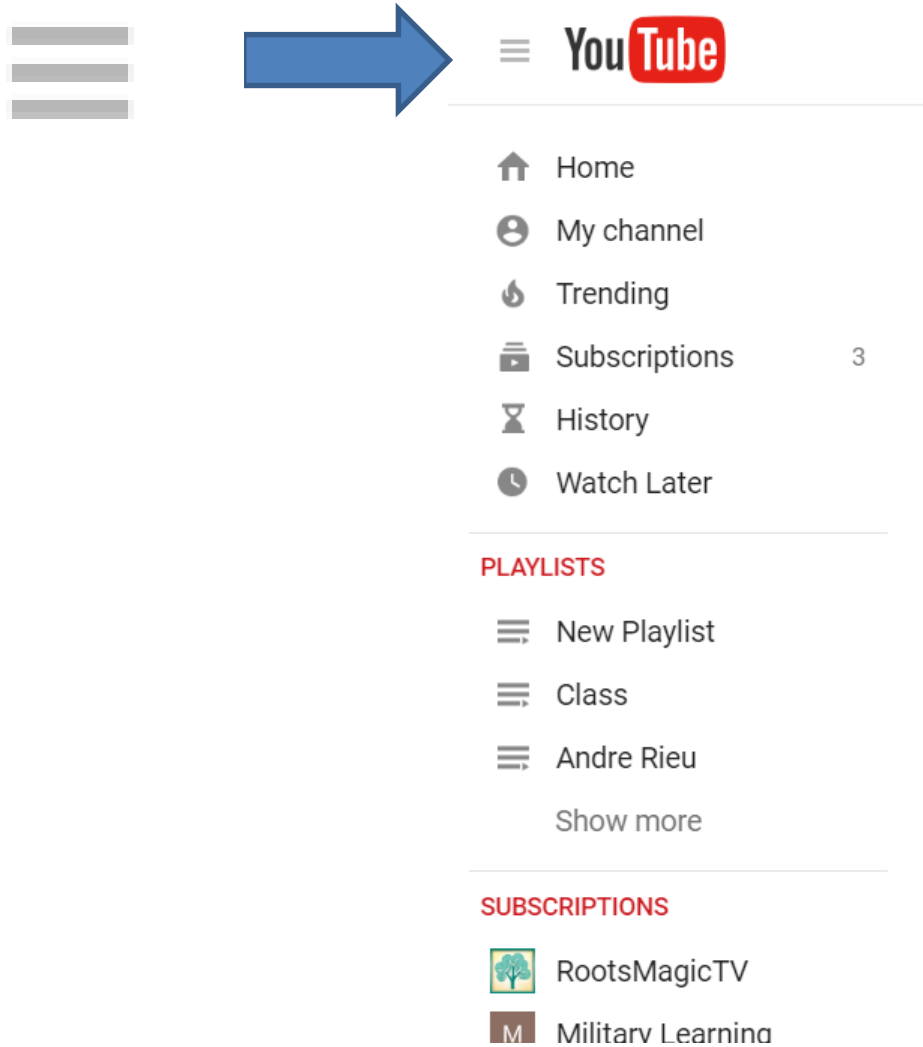 YouTube
Home
My channel
Trending
Subscriptions 3
History
Watch Later
PLAYLISTS
New Playlist
Class
Andre Rieu
Show more
SUBSCRIPTIONS
RootsMagicTV
M Military Learning